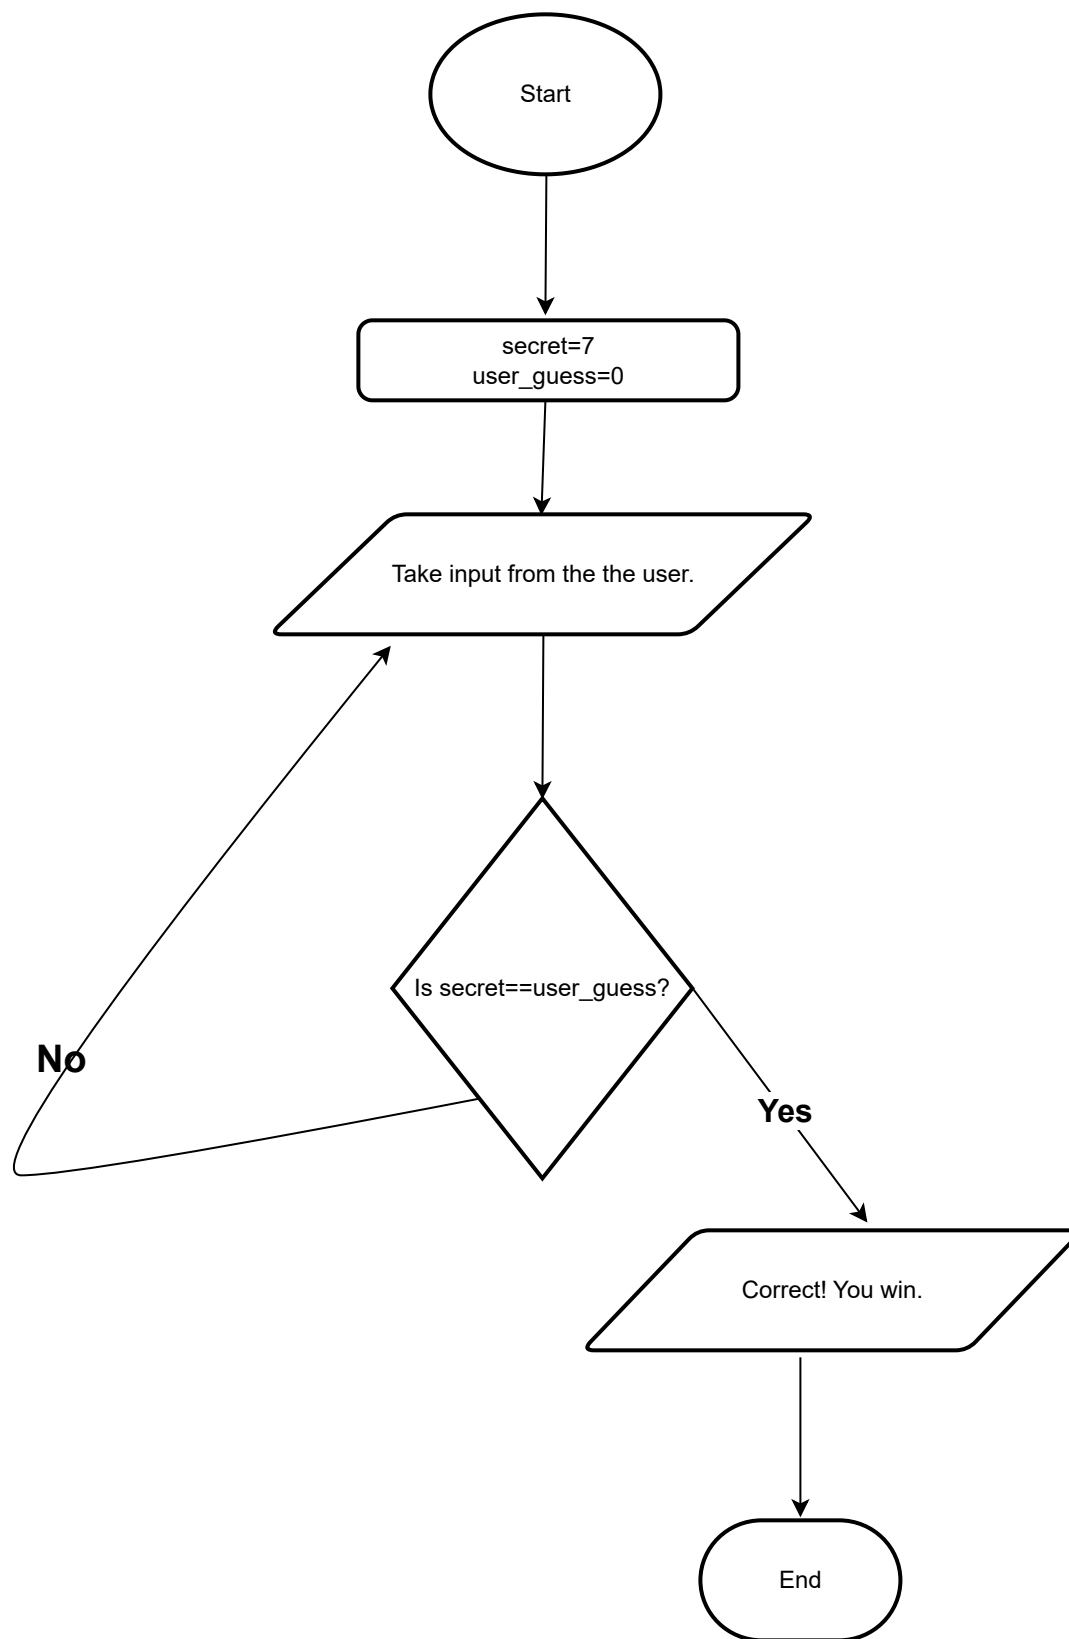 Start
secret=7
user_guess=0
Take input from the the user.
Is secret==user_guess?
No
Yes
Correct! You win.
End